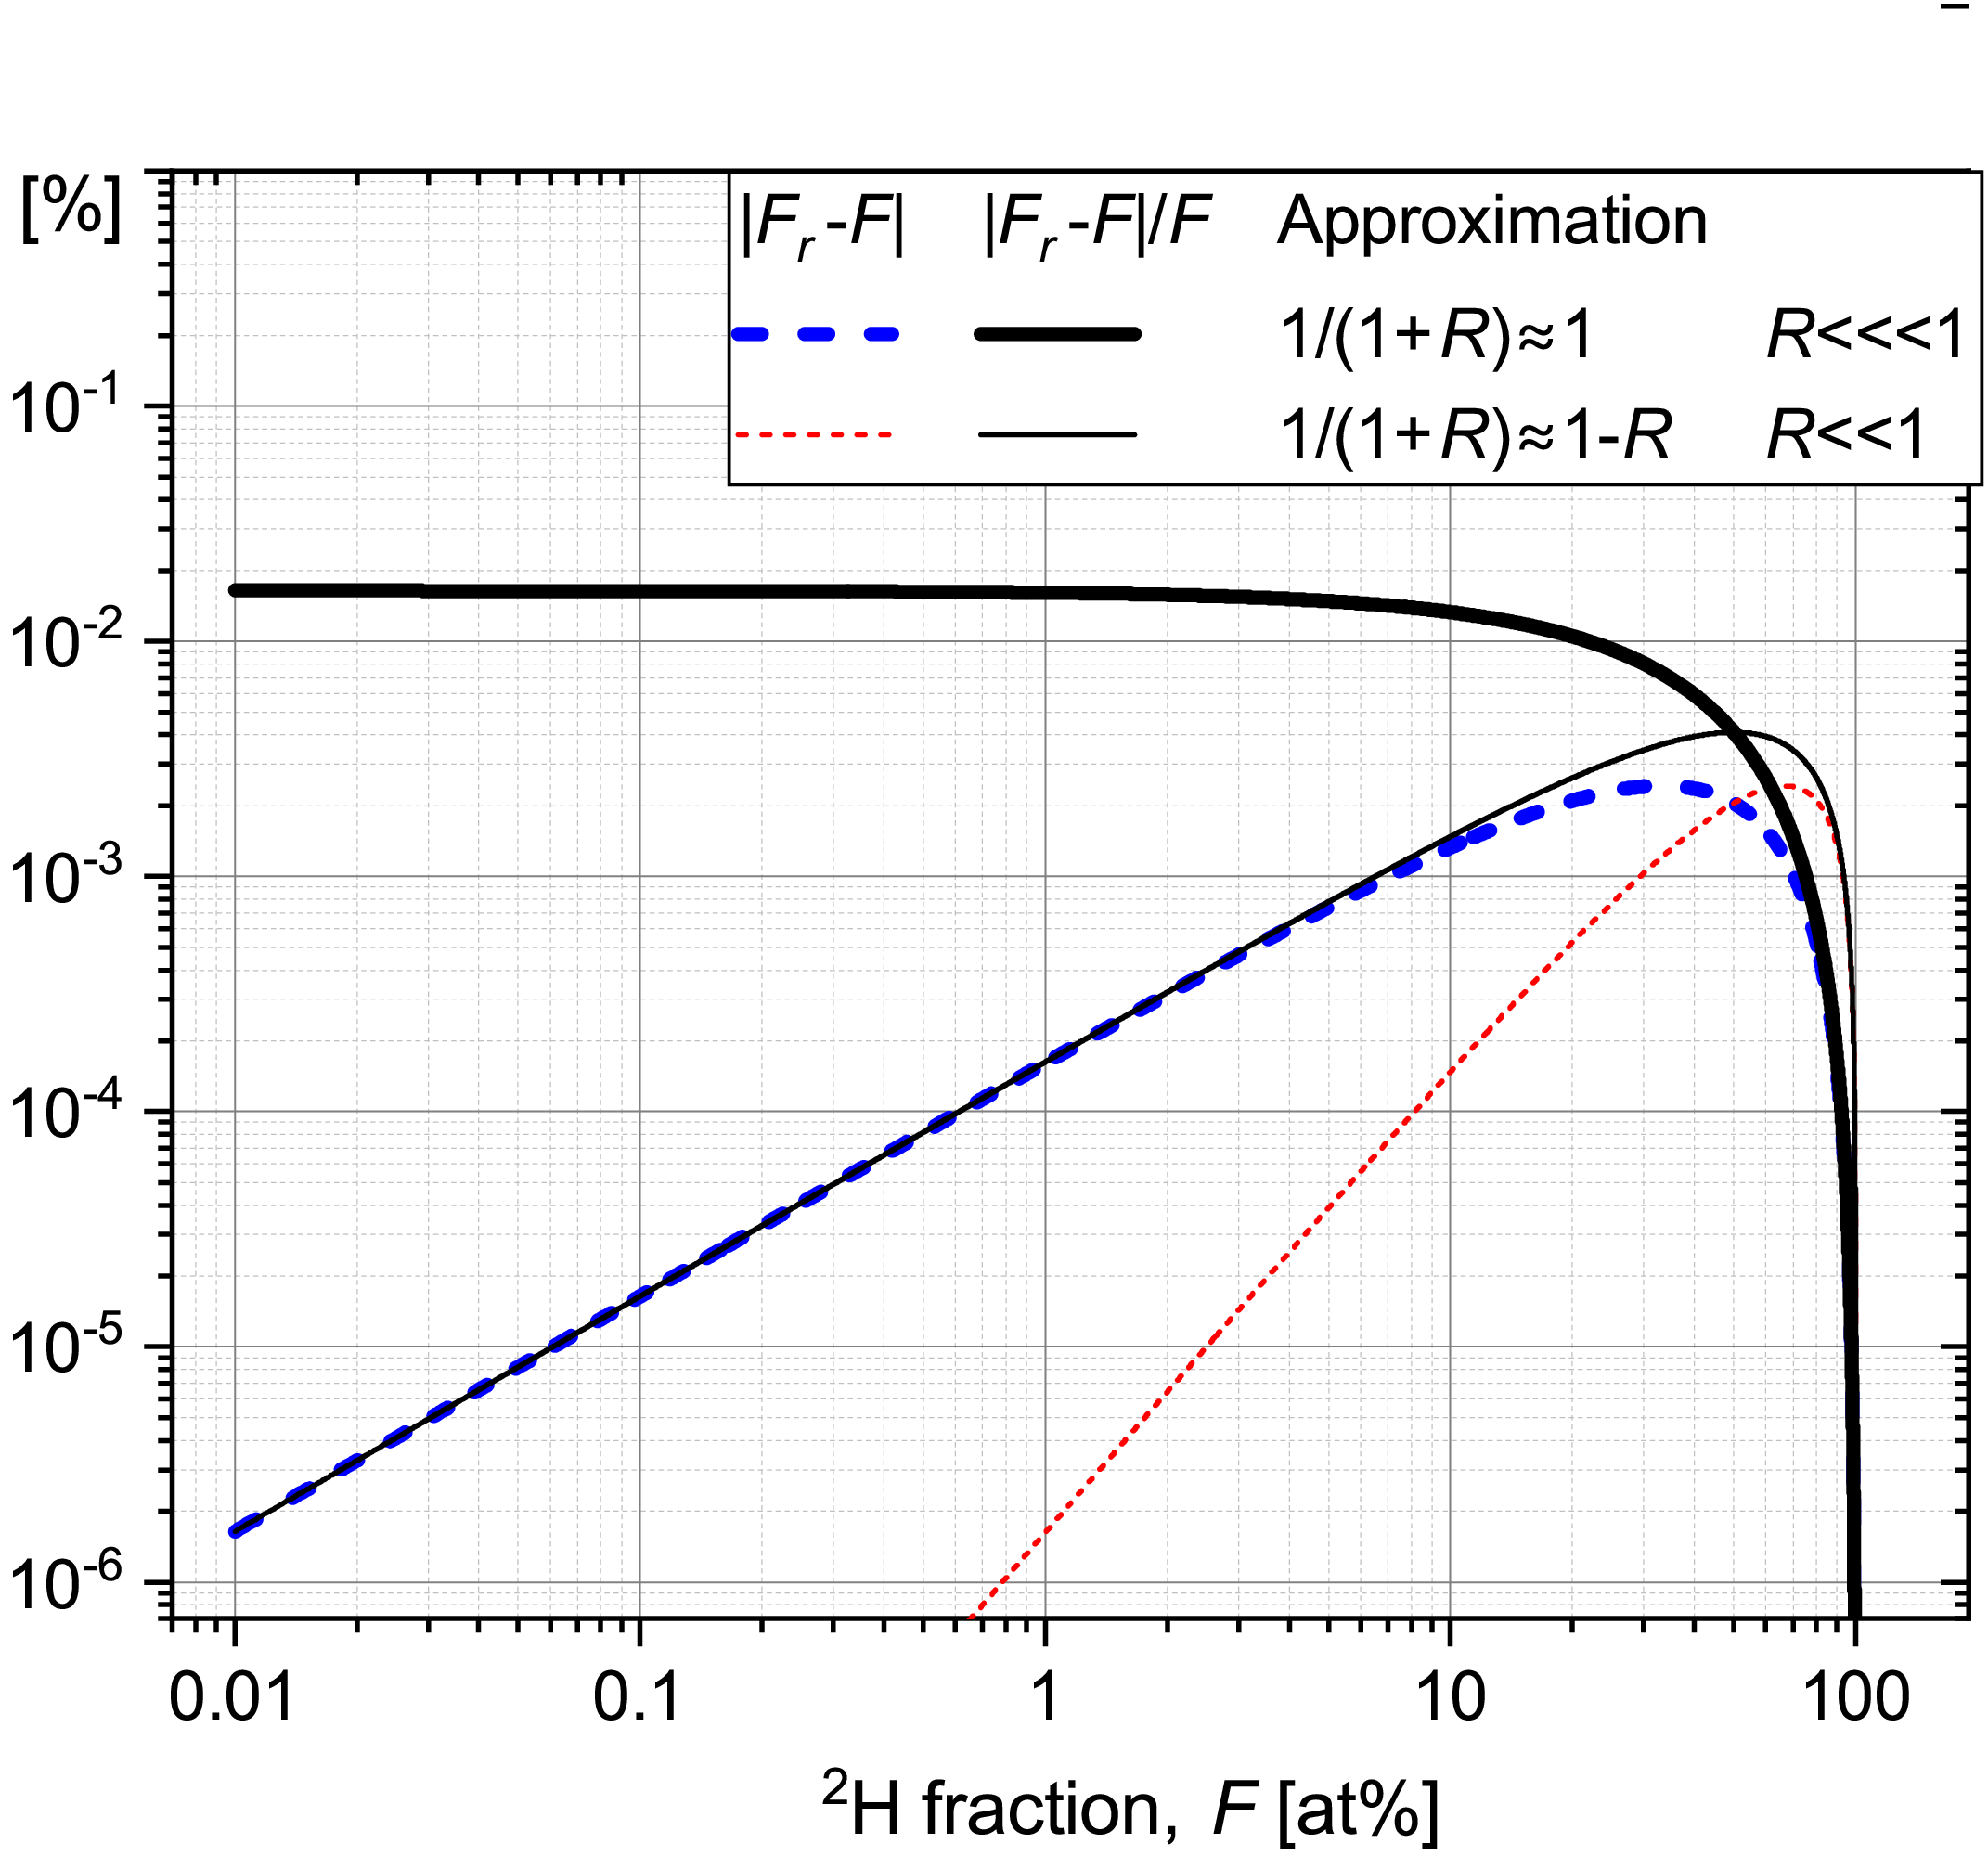 [%]
|Fr-F| |Fr-F|/F Approximation
1/(1+R)≈1 R<<<1
1/(1+R)≈1-R R<<1
10-1
10-2
10-3
10-4
10-5
10-6
0.01 0.1 1 10 100
2H fraction, F [at%]